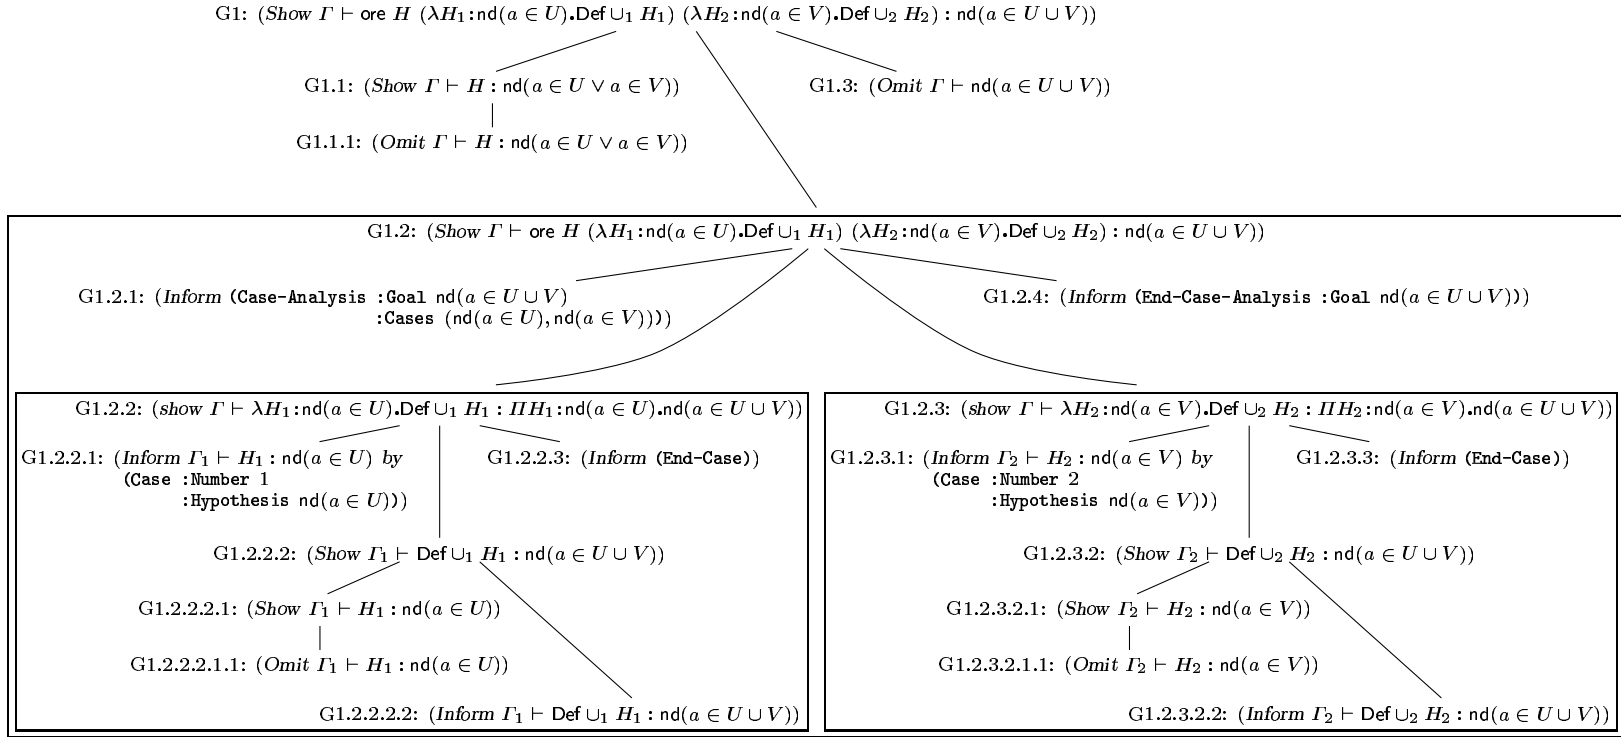 G1: (Show Γ ⊢ ore H (λH₁:nd(a ∈ U).Def ∪₁ H₁) (λH₂:nd(a ∈ V).Def ∪₂ H₂) : nd(a ∈ U ∪ V))
G1.1: (Show Γ ⊢ H : nd(a ∈ U ∨ a ∈ V))
G1.3: (Omit Γ ⊢ nd(a ∈ U ∪ V))
G1.1.1: (Omit Γ ⊢ H : nd(a ∈ U ∨ a ∈ V))
G1.2: (Show Γ ⊢ ore H (λH₁:nd(a ∈ U).Def ∪₁ H₁) (λH₂:nd(a ∈ V).Def ∪₂ H₂) : nd(a ∈ U ∪ V))
G1.2.1: (Inform (Case-Analysis :Goal nd(a ∈ U ∪ V)
:Cases (nd(a ∈ U), nd(a ∈ V))))
G1.2.4: (Inform (End-Case-Analysis :Goal nd(a ∈ U ∪ V)))
G1.2.2: (show Γ ⊢ λH₁:nd(a ∈ U).Def ∪₁ H₁ : ΠH₁:nd(a ∈ U).nd(a ∈ U ∪ V))
G1.2.2.1: (Inform Γ₁ ⊢ H₁ : nd(a ∈ U) by
(Case :Number 1
:Hypothesis nd(a ∈ U)))
G1.2.2.3: (Inform (End-Case))
G1.2.2.2: (Show Γ₁ ⊢ Def ∪₁ H₁ : nd(a ∈ U ∪ V))
G1.2.2.2.1: (Show Γ₁ ⊢ H₁ : nd(a ∈ U))
G1.2.2.2.1.1: (Omit Γ₁ ⊢ H₁ : nd(a ∈ U))
G1.2.2.2.2: (Inform Γ₁ ⊢ Def ∪₁ H₁ : nd(a ∈ U ∪ V))
G1.2.3: (show Γ ⊢ λH₂:nd(a ∈ V).Def ∪₂ H₂ : ΠH₂:nd(a ∈ V).nd(a ∈ U ∪ V))
G1.2.3.1: (Inform Γ₂ ⊢ H₂ : nd(a ∈ V) by
(Case :Number 2
:Hypothesis nd(a ∈ V)))
G1.2.3.3: (Inform (End-Case))
G1.2.3.2: (Show Γ₂ ⊢ Def ∪₂ H₂ : nd(a ∈ U ∪ V))
G1.2.3.2.1: (Show Γ₂ ⊢ H₂ : nd(a ∈ V))
G1.2.3.2.1.1: (Omit Γ₂ ⊢ H₂ : nd(a ∈ V))
G1.2.3.2.2: (Inform Γ₂ ⊢ Def ∪₂ H₂ : nd(a ∈ U ∪ V))